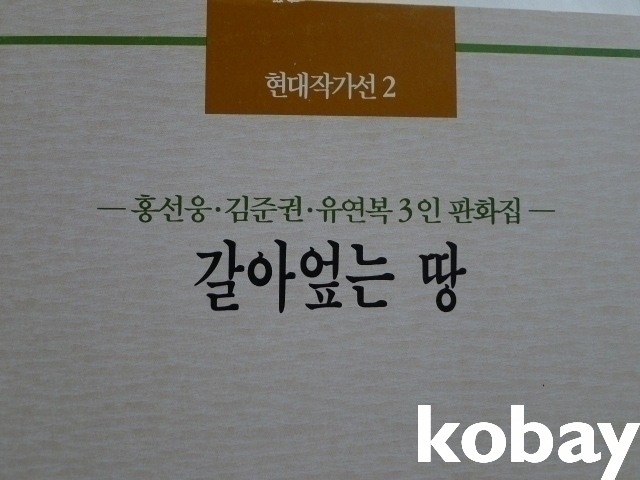 현대작가선 2
— 홍선웅·김준권·유연복 3인 판화집 —
갈아엎는 땅
kobay